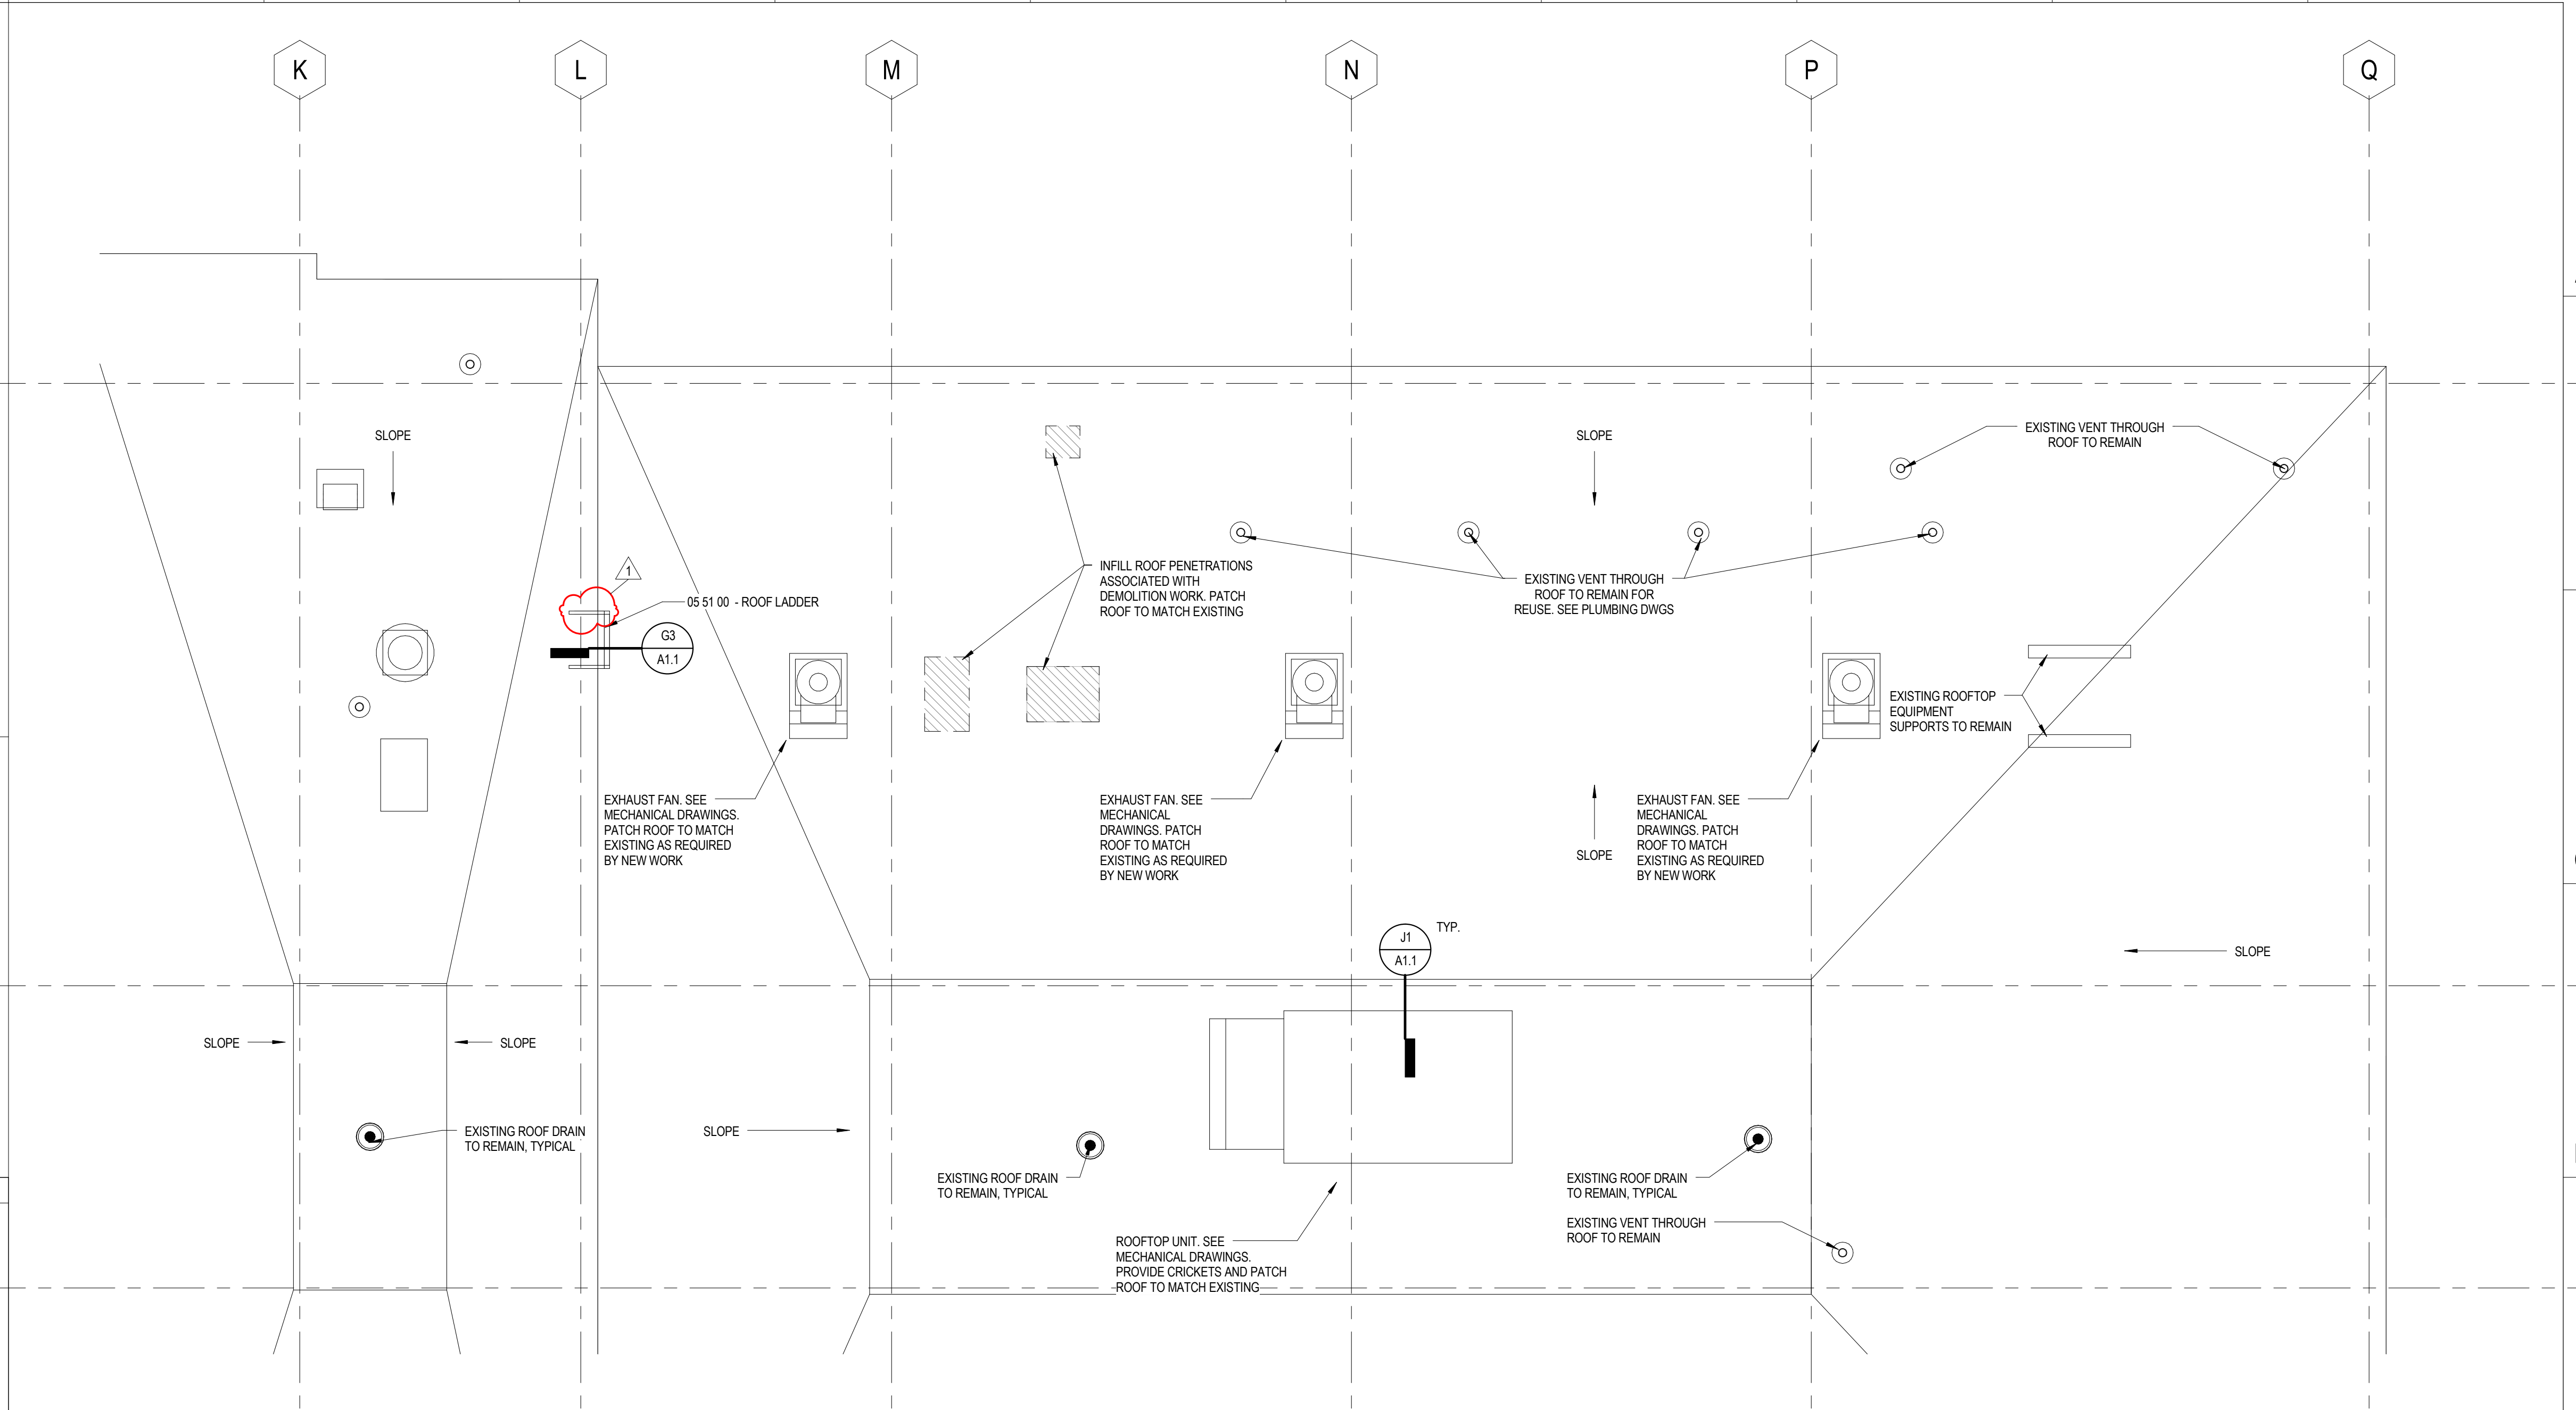 K
L
M
N
P
Q
SLOPE
SLOPE
EXISTING VENT THROUGH
ROOF TO REMAIN
1
05 51 00 - ROOF LADDER
G3
A1.1
INFILL ROOF PENETRATIONS
ASSOCIATED WITH
DEMOLITION WORK. PATCH
ROOF TO MATCH EXISTING
EXISTING VENT THROUGH
ROOF TO REMAIN FOR
REUSE. SEE PLUMBING DWGS
EXISTING ROOFTOP
EQUIPMENT
SUPPORTS TO REMAIN
EXHAUST FAN. SEE
MECHANICAL DRAWINGS.
PATCH ROOF TO MATCH
EXISTING AS REQUIRED
BY NEW WORK
EXHAUST FAN. SEE
MECHANICAL
DRAWINGS. PATCH
ROOF TO MATCH
EXISTING AS REQUIRED
BY NEW WORK
SLOPE
EXHAUST FAN. SEE
MECHANICAL
DRAWINGS. PATCH
ROOF TO MATCH
EXISTING AS REQUIRED
BY NEW WORK
J1
A1.1
TYP.
SLOPE
SLOPE
SLOPE
EXISTING ROOF DRAIN
TO REMAIN, TYPICAL
SLOPE
EXISTING ROOF DRAIN
TO REMAIN, TYPICAL
EXISTING ROOF DRAIN
TO REMAIN, TYPICAL
EXISTING VENT THROUGH
ROOF TO REMAIN
ROOFTOP UNIT. SEE
MECHANICAL DRAWINGS.
PROVIDE CRICKETS AND PATCH
ROOF TO MATCH EXISTING